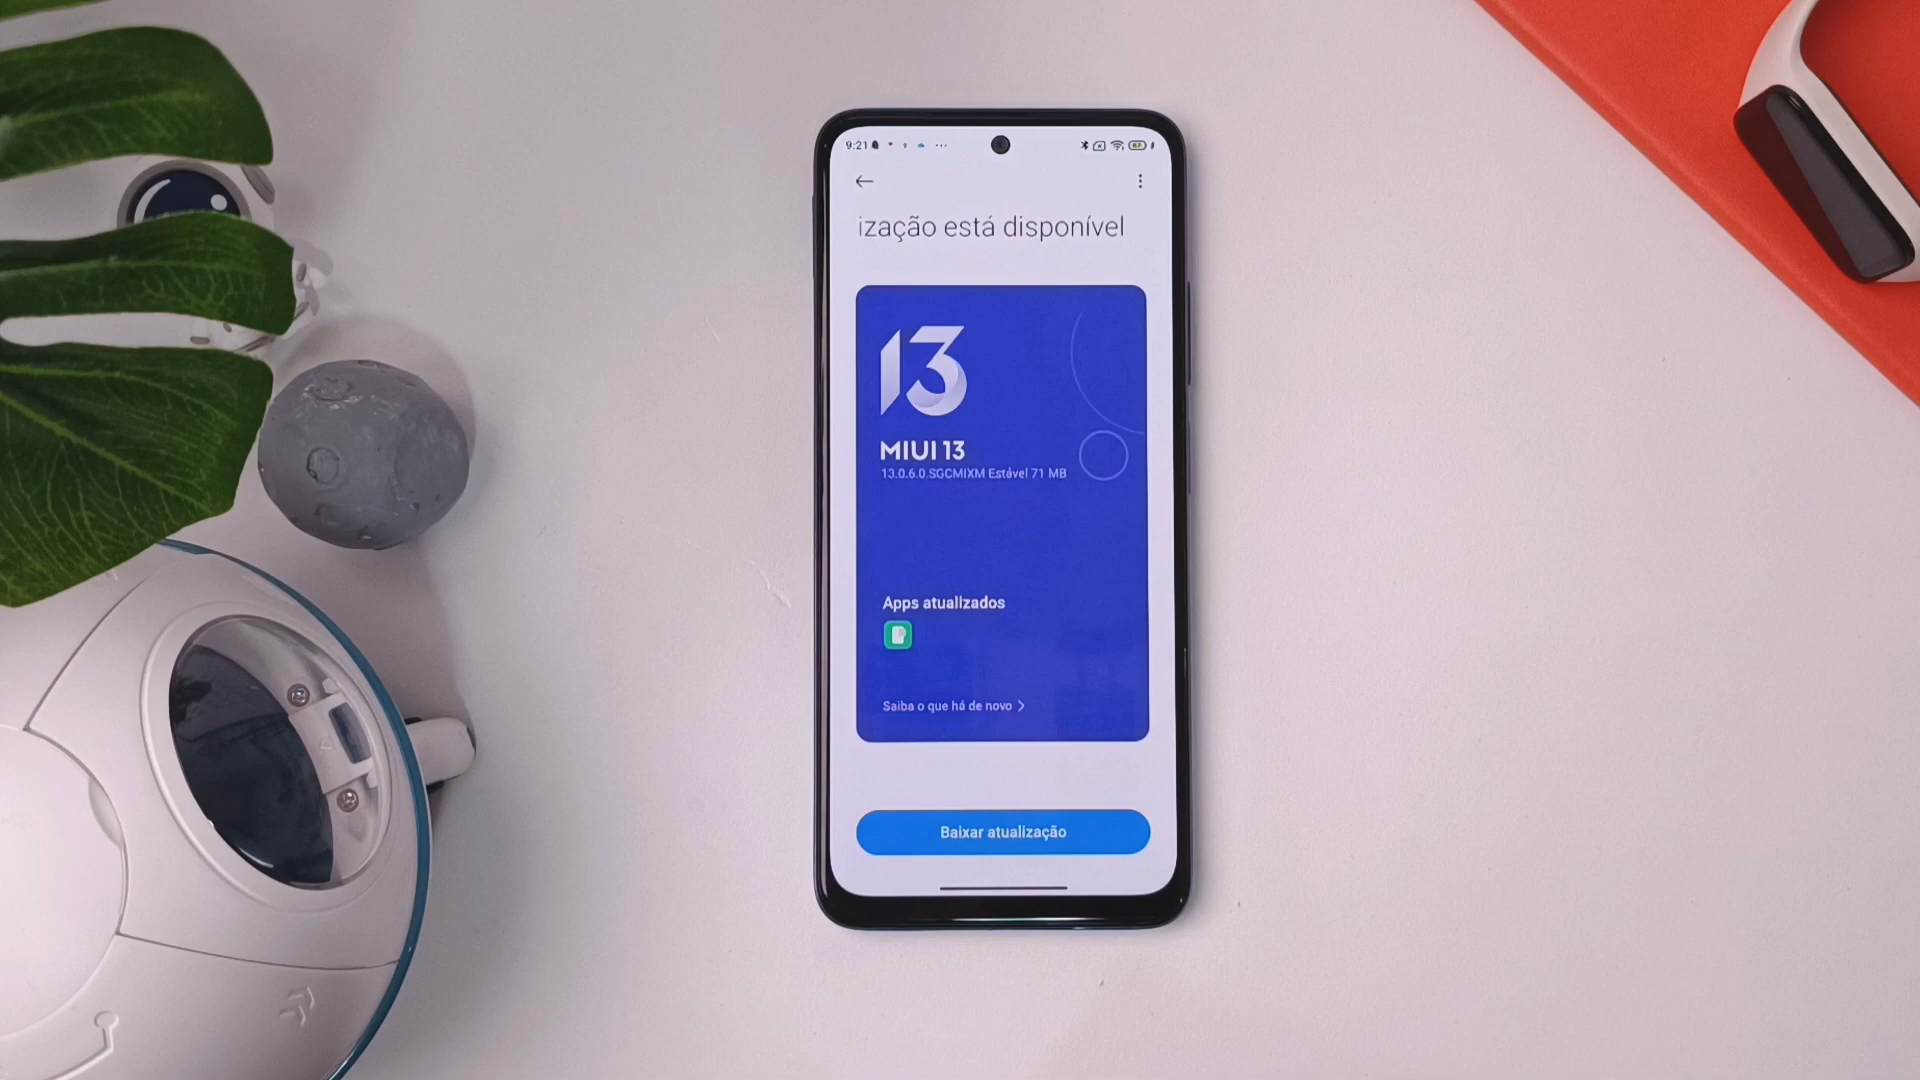 9:21
ização está disponível
13
MIUI 13
13.0.6.0.SGCMIXM Estável 71 MB
Apps atualizados
Saiba o que há de novo
Baixar atualização